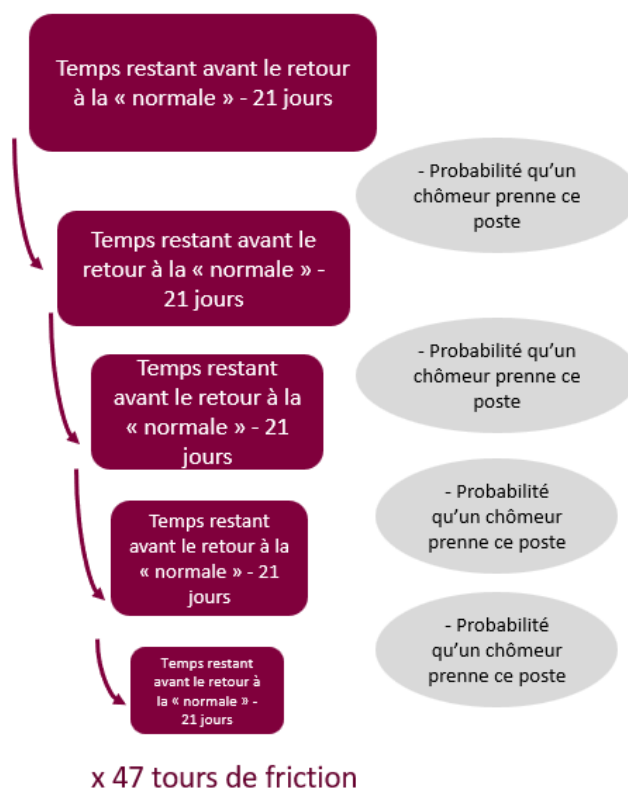 Temps restant avant le retour
à la « normale » - 21 jours
- Probabilité qu’un
chômeur prenne ce
poste
Temps restant avant le
retour à la « normale » -
21 jours
- Probabilité qu’un
chômeur prenne ce
poste
Temps restant
avant le retour à la
« normale » - 21
jours
- Probabilité
qu’un chômeur
prenne ce poste
Temps restant
avant le retour à la
« normale » - 21
jours
- Probabilité
qu’un chômeur
prenne ce poste
Temps restant
avant le retour à
la « normale » -
21 jours
x 47 tours de friction